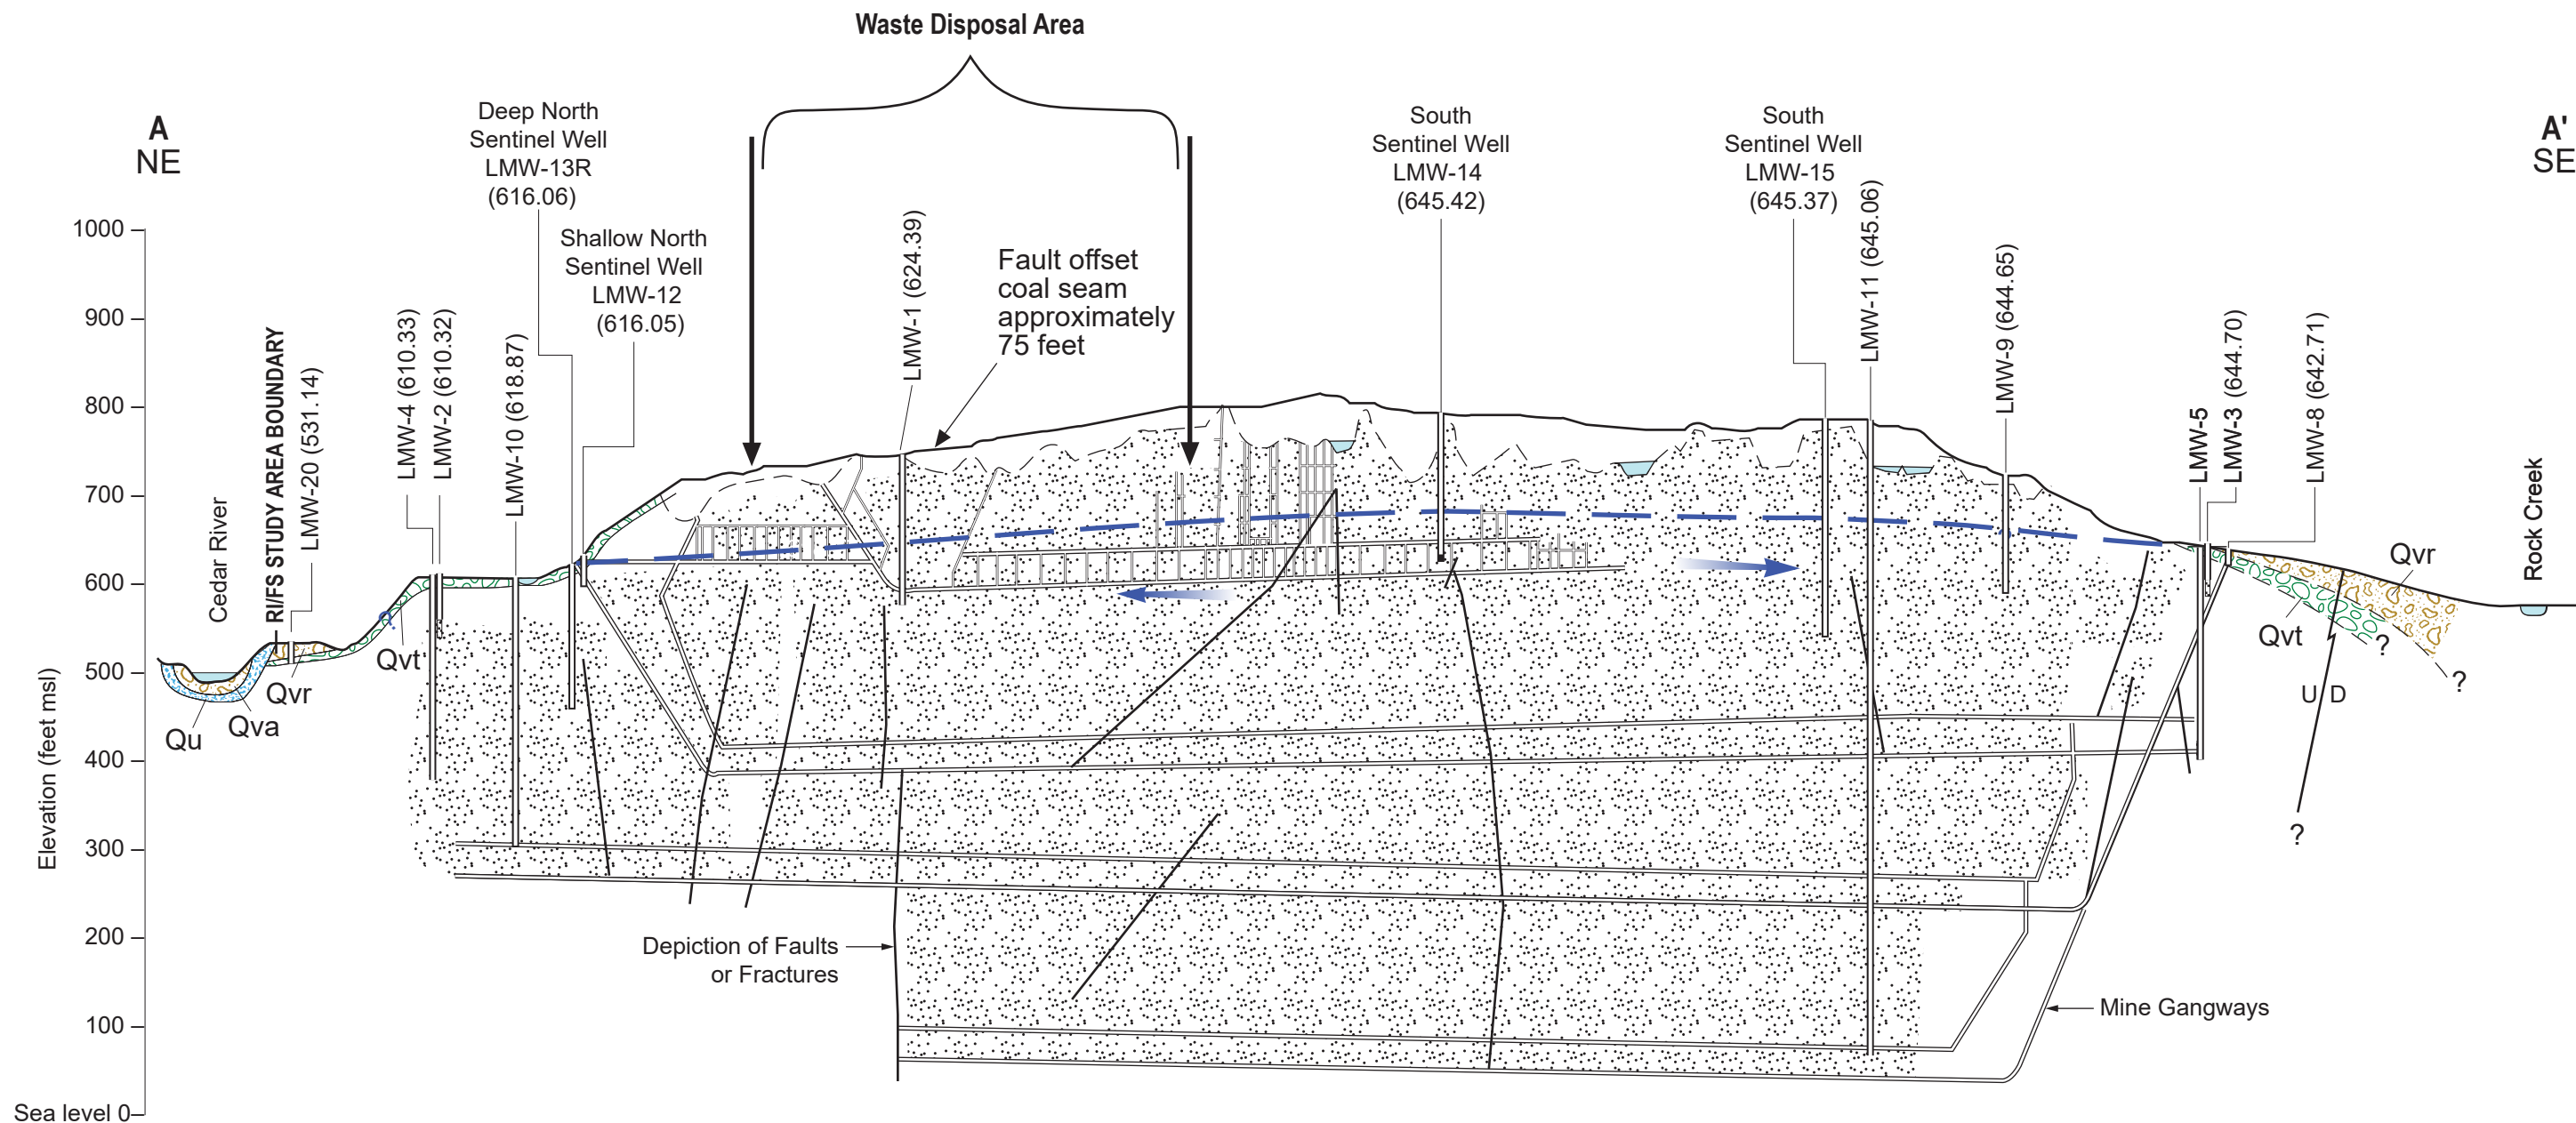 Waste Disposal Area
A
NE
Deep North
Sentinel Well
LMW-13R
(616.06)
Shallow North
Sentinel Well
LMW-12
(616.05)
South
Sentinel Well
LMW-14
(645.42)
South
Sentinel Well
LMW-15
(645.37)
A'
SE
Fault offset
coal seam
approximately
75 feet
Cedar River
RI/FS STUDY AREA BOUNDARY
LMW-20 (531.14)
LMW-4 (610.33)
LMW-2 (610.32)
LMW-10 (618.87)
LMW-1 (624.39)
LMW-11 (645.06)
LMW-9 (644.65)
LMW-5
LMW-3 (644.70)
LMW-8 (642.71)
Rock Creek
Elevation (feet msl)
1000
900
800
700
600
500
400
300
200
100
Sea level 0
Qu
Qva
Qvr
Qvt
Qvr
Qvt
?
?
U
D
?
Depiction of Faults
or Fractures
Mine Gangways